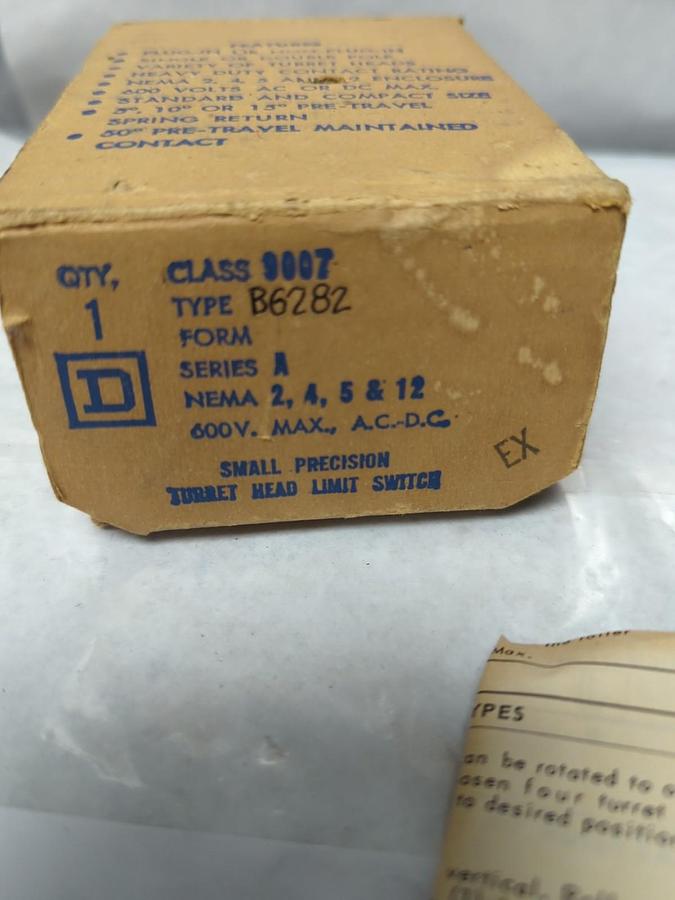 FEATURES
• PLUG-IN OR NON-PLUG-IN
• SINGLE OR DOUBLE POLE
• VARIETY OF TURRET HEADS
• HEAVY DUTY CONTACT RATING
• NEMA 2, 4, 5 AND 12 ENCLOSURE
• 600 VOLTS AC OR DC MAX.
• STANDARD AND COMPACT SIZE
• 5°, 10° OR 15° PRE-TRAVEL
SPRING RETURN
• 50° PRE-TRAVEL MAINTAINED
CONTACT
QTY,
1
D
CLASS 9007
TYPE B6282
FORM
SERIES A
NEMA 2, 4, 5 & 12
600V. MAX., A.C.-D.C.
SMALL PRECISION
TURRET HEAD LIMIT SWITCH
EX
Max.
YPES
an be rotated to
osen four turret
to desired position
vertical.